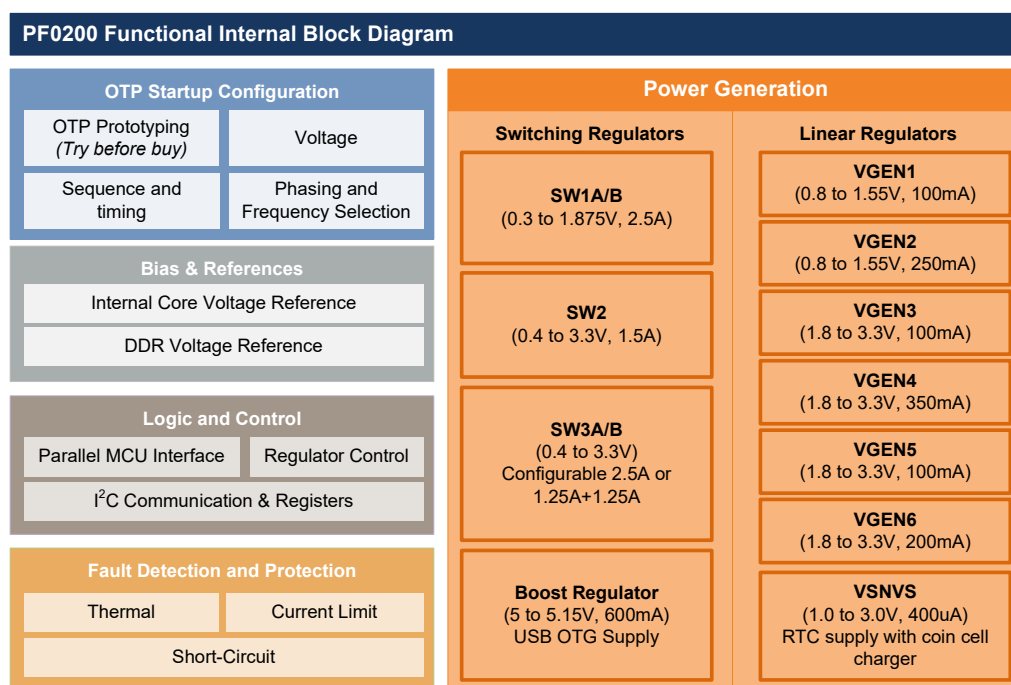 PF0200 Functional Internal Block Diagram
OTP Startup Configuration
OTP Prototyping
(Try before buy)
Voltage
Sequence and
timing
Phasing and
Frequency Selection
Bias & References
Internal Core Voltage Reference
DDR Voltage Reference
Logic and Control
Parallel MCU Interface
Regulator Control
I²C Communication & Registers
Fault Detection and Protection
Thermal
Current Limit
Short-Circuit
Power Generation
Switching Regulators
SW1A/B
(0.3 to 1.875V, 2.5A)
SW2
(0.4 to 3.3V, 1.5A)
SW3A/B
(0.4 to 3.3V)
Configurable 2.5A or
1.25A+1.25A
Boost Regulator
(5 to 5.15V, 600mA)
USB OTG Supply
Linear Regulators
VGEN1
(0.8 to 1.55V, 100mA)
VGEN2
(0.8 to 1.55V, 250mA)
VGEN3
(1.8 to 3.3V, 100mA)
VGEN4
(1.8 to 3.3V, 350mA)
VGEN5
(1.8 to 3.3V, 100mA)
VGEN6
(1.8 to 3.3V, 200mA)
VSNVS
(1.0 to 3.0V, 400uA)
RTC supply with coin cell
charger